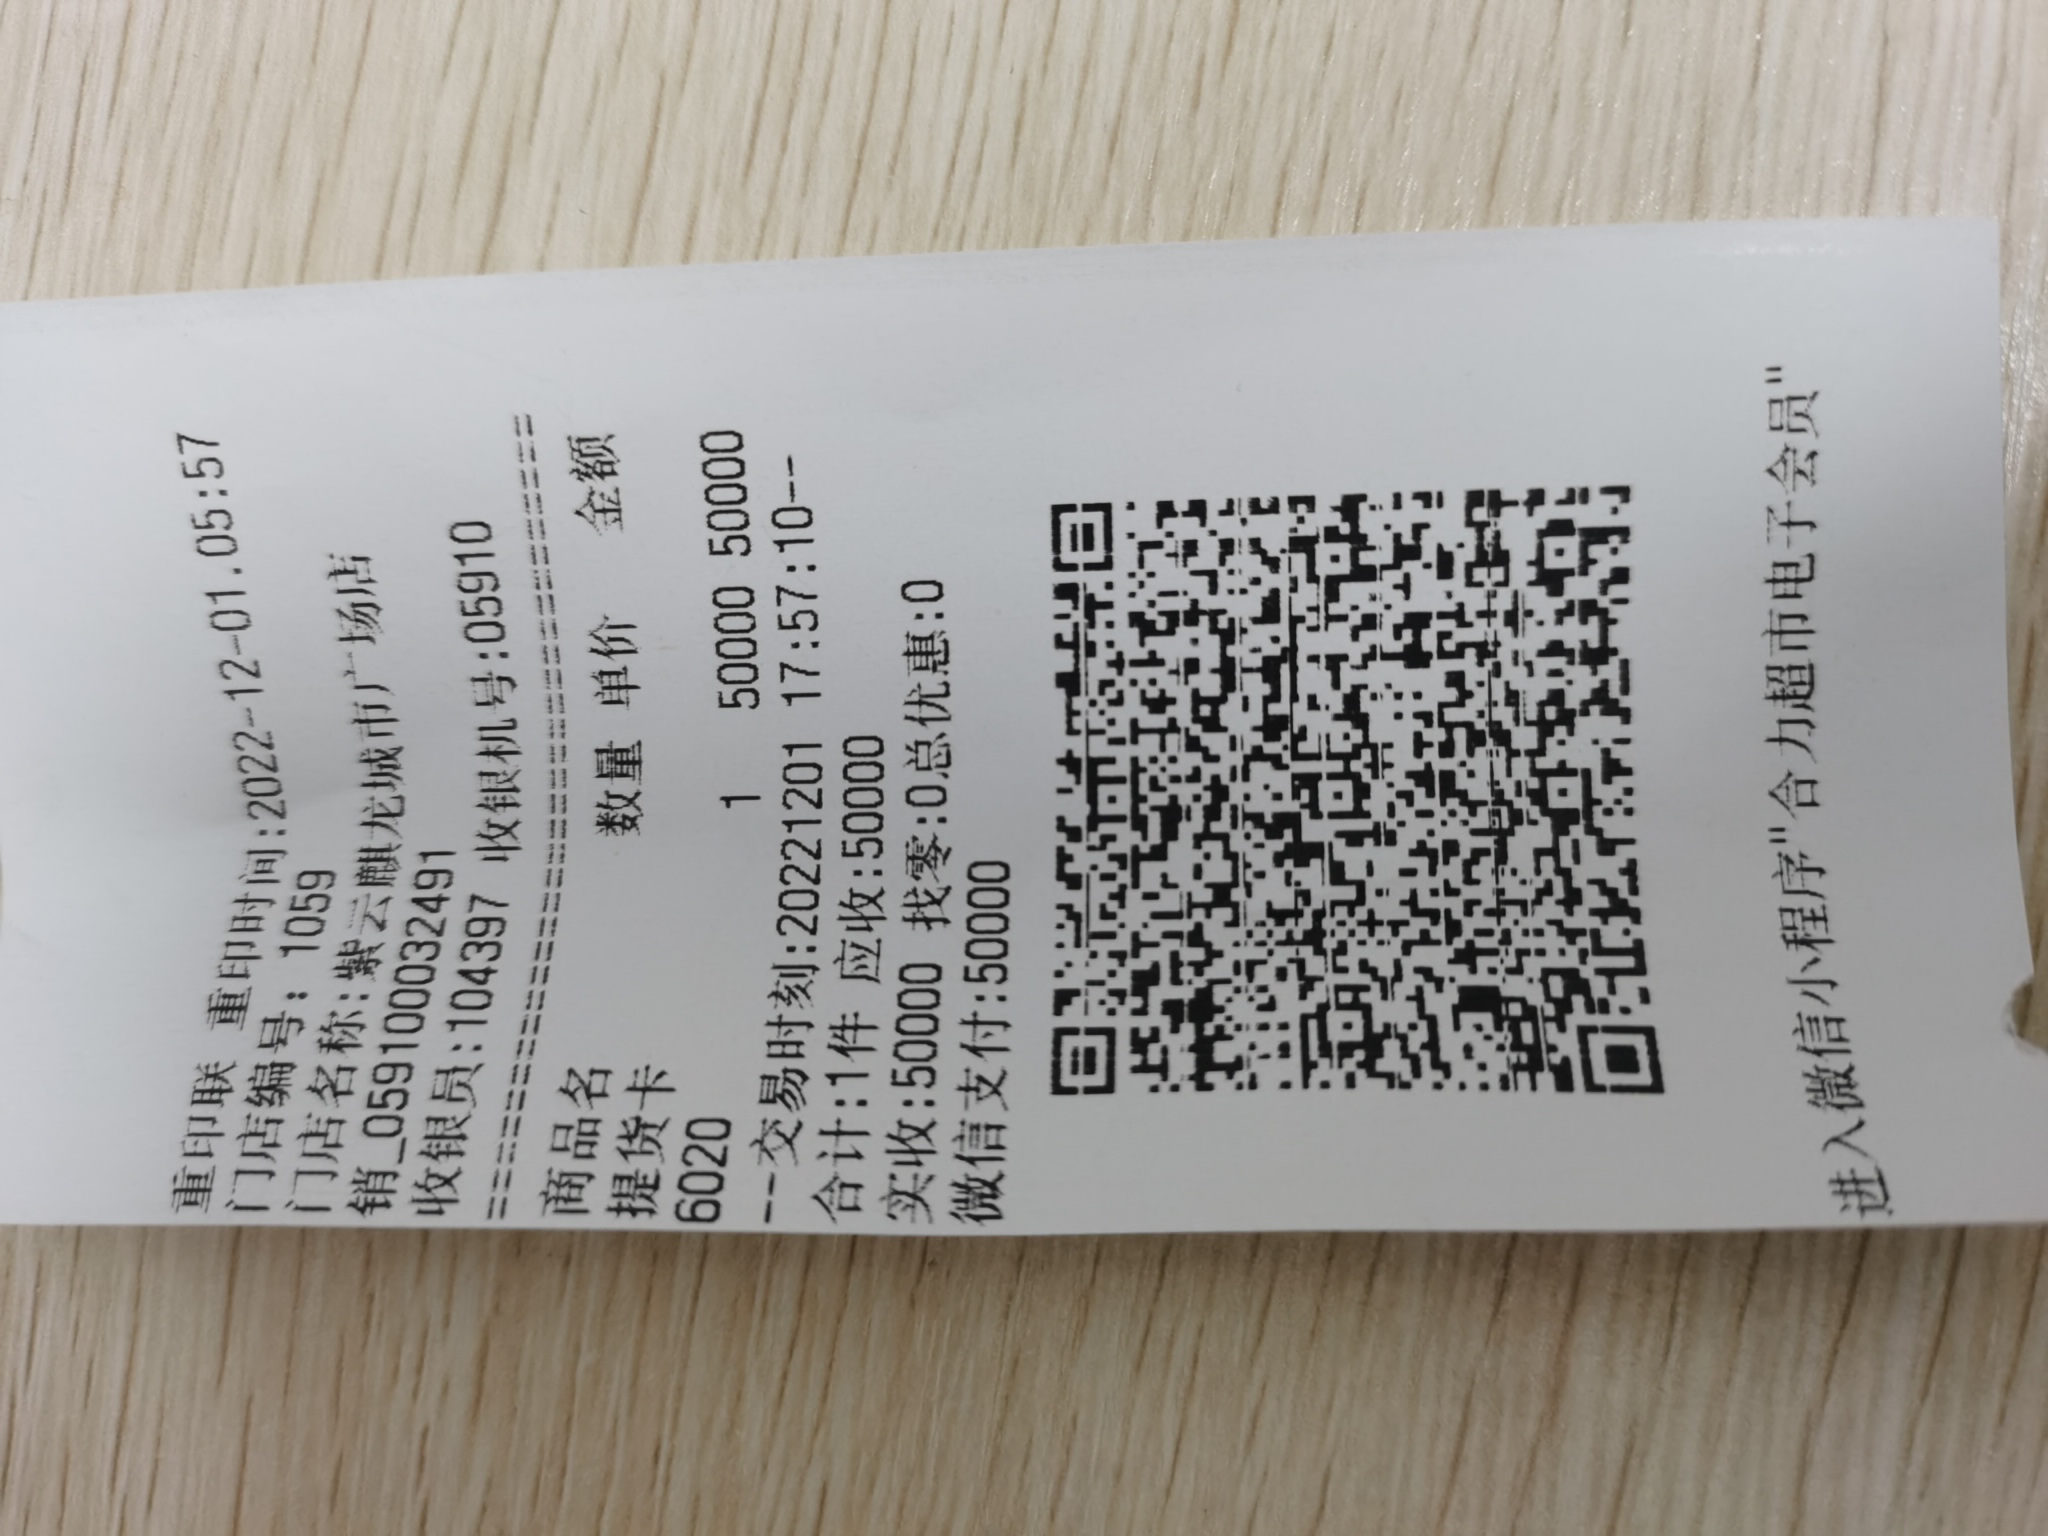 重印联 重印时间:2022-12-01.05:57
门店编号: 1059
门店名称:紫云麒龙城市广场店
销_059100032491
收银员:104397 收银机号:05910
================================
商品名 数量 单价 金额
提货卡
6020 1 50000 50000
--交易时刻:20221201 17:57:10--
合计:1件 应收:50000
实收:50000 找零:0总优惠:0
微信支付:50000
进入微信小程序"合力超市电子会员"